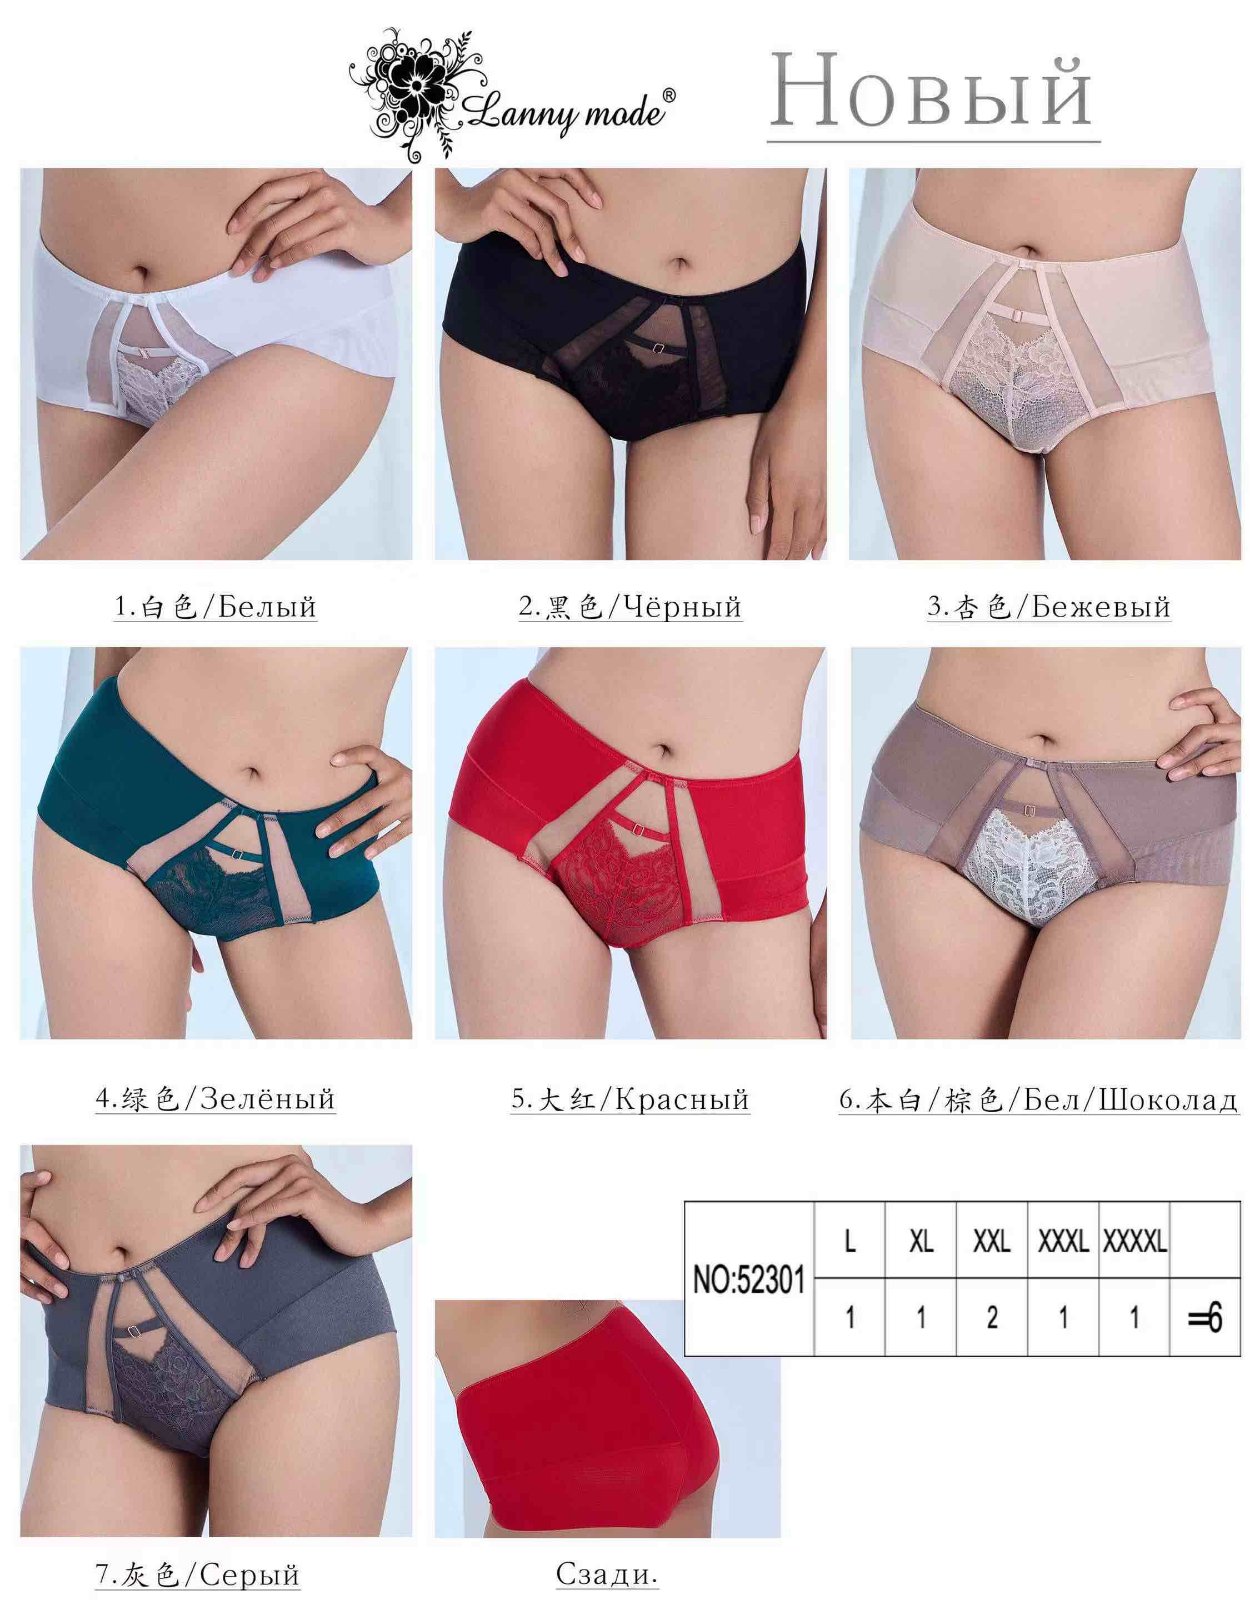 Lanny mode®
Новый
1.白色/Белый
2.黑色/Чёрный
3.杏色/Бежевый
4.绿色/Зелёный
5.大红/Красный
6.本白/棕色/Бел/Шоколад
NO:52301 L XL XXL XXXL XXXXL
1 1 2 1 1 =6
7.灰色/Серый
Сзади.